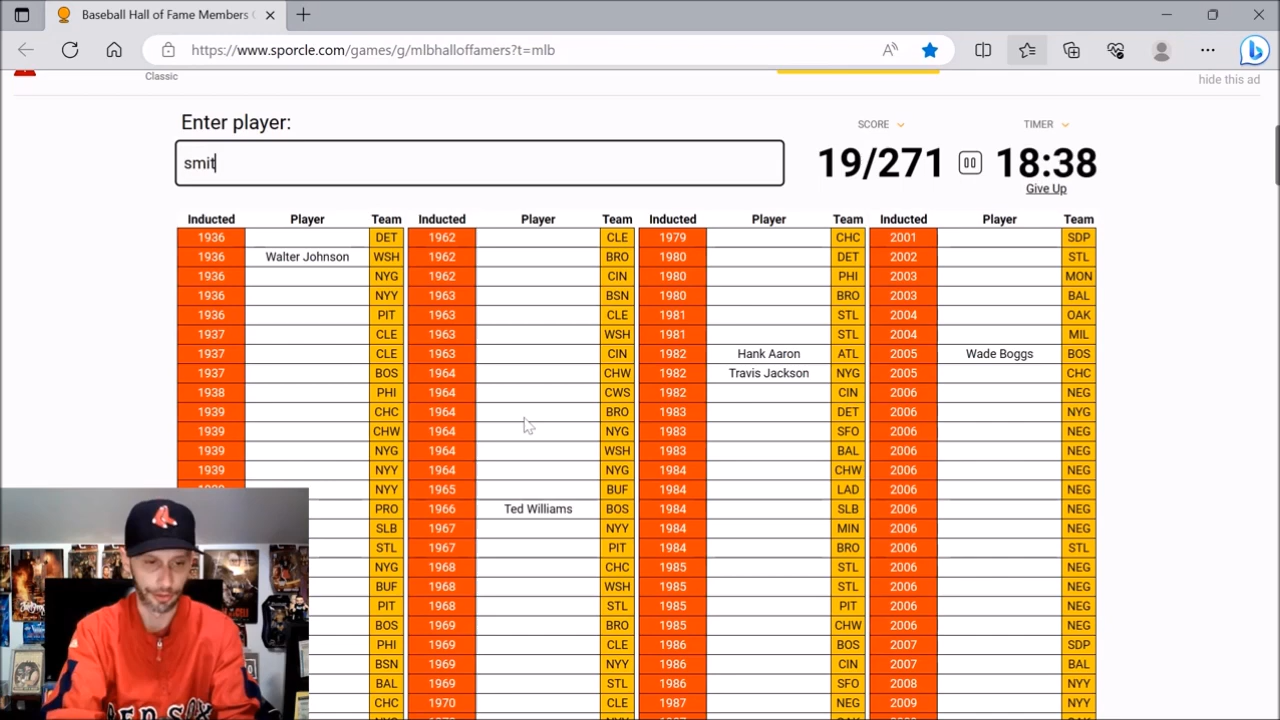 Baseball Hall of Fame Members
https://www.sporcle.com/games/g/mlbhalloffamers?t=mlb
Classic
hide this ad
Enter player:
SCORE
TIMER
smit
19/271
18:38
Give Up
Inducted Player Team Inducted Player Team Inducted Player Team Inducted Player Team
1936 DET 1962 CLE 1979 CHC 2001 SDP
1936 Walter Johnson WSH 1962 BRO 1980 DET 2002 STL
1936 NYG 1962 CIN 1980 PHI 2003 MON
1936 NYY 1963 BSN 1980 BRO 2003 BAL
1936 PIT 1963 CLE 1981 STL 2004 OAK
1937 CLE 1963 WSH 1981 STL 2004 MIL
1937 CLE 1963 CIN 1982 Hank Aaron ATL 2005 Wade Boggs BOS
1937 BOS 1964 CHW 1982 Travis Jackson NYG 2005 CHC
1938 PHI 1964 CWS 1982 CIN 2006 NEG
1939 CHC 1964 BRO 1983 DET 2006 NYG
1939 CHW 1964 NYG 1983 SFO 2006 NEG
1939 NYG 1964 WSH 1983 BAL 2006 NEG
1939 NYY 1964 NYG 1984 CHW 2006 NEG
NYY 1965 BUF 1984 LAD 2006 NEG
PRO 1966 Ted Williams BOS 1984 SLB 2006 NEG
SLB 1967 NYY 1984 MIN 2006 NEG
STL 1967 PIT 1984 BRO 2006 STL
NYG 1968 CHC 1985 STL 2006 NEG
BUF 1968 WSH 1985 STL 2006 NEG
PIT 1968 STL 1985 PIT 2006 NEG
BOS 1969 BRO 1985 CHW 2006 NEG
PHI 1969 CLE 1986 BOS 2007 SDP
BSN 1969 NYY 1986 CIN 2007 BAL
BAL 1969 STL 1986 SFO 2008 NYY
CHC 1970 CLE 1987 NEG 2009 NYY
RED SOX